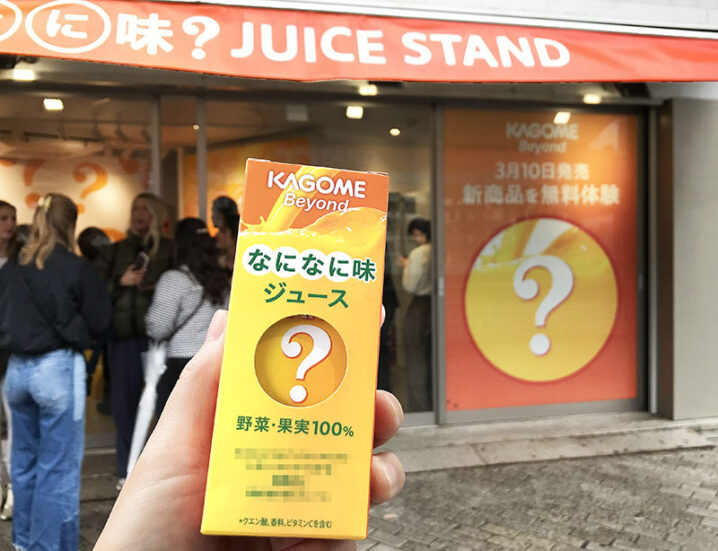 に味?JUICE STAND
KAGOME
Beyond
3月10日発売
新商品を無料体験
?
KAGOME
Beyond
なになに味
ジュース
?
野菜・果実100%
*クエン酸、香料、ビタミンCを含む